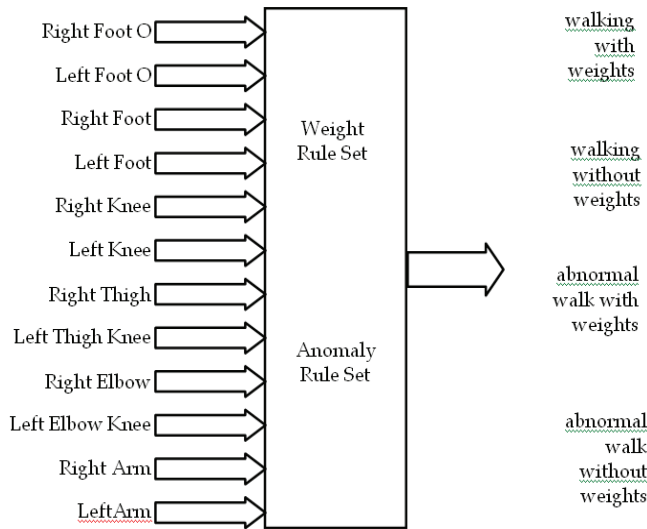 Right Foot O
Left Foot O
Right Foot
Left Foot
Right Knee
Left Knee
Right Thigh
Left Thigh Knee
Right Elbow
Left Elbow Knee
Right Arm
LeftArm
Weight
Rule Set
Anomaly
Rule Set
walking
with
weights
walking
without
weights
abnormal
walk with
weights
abnormal
walk
without
weights